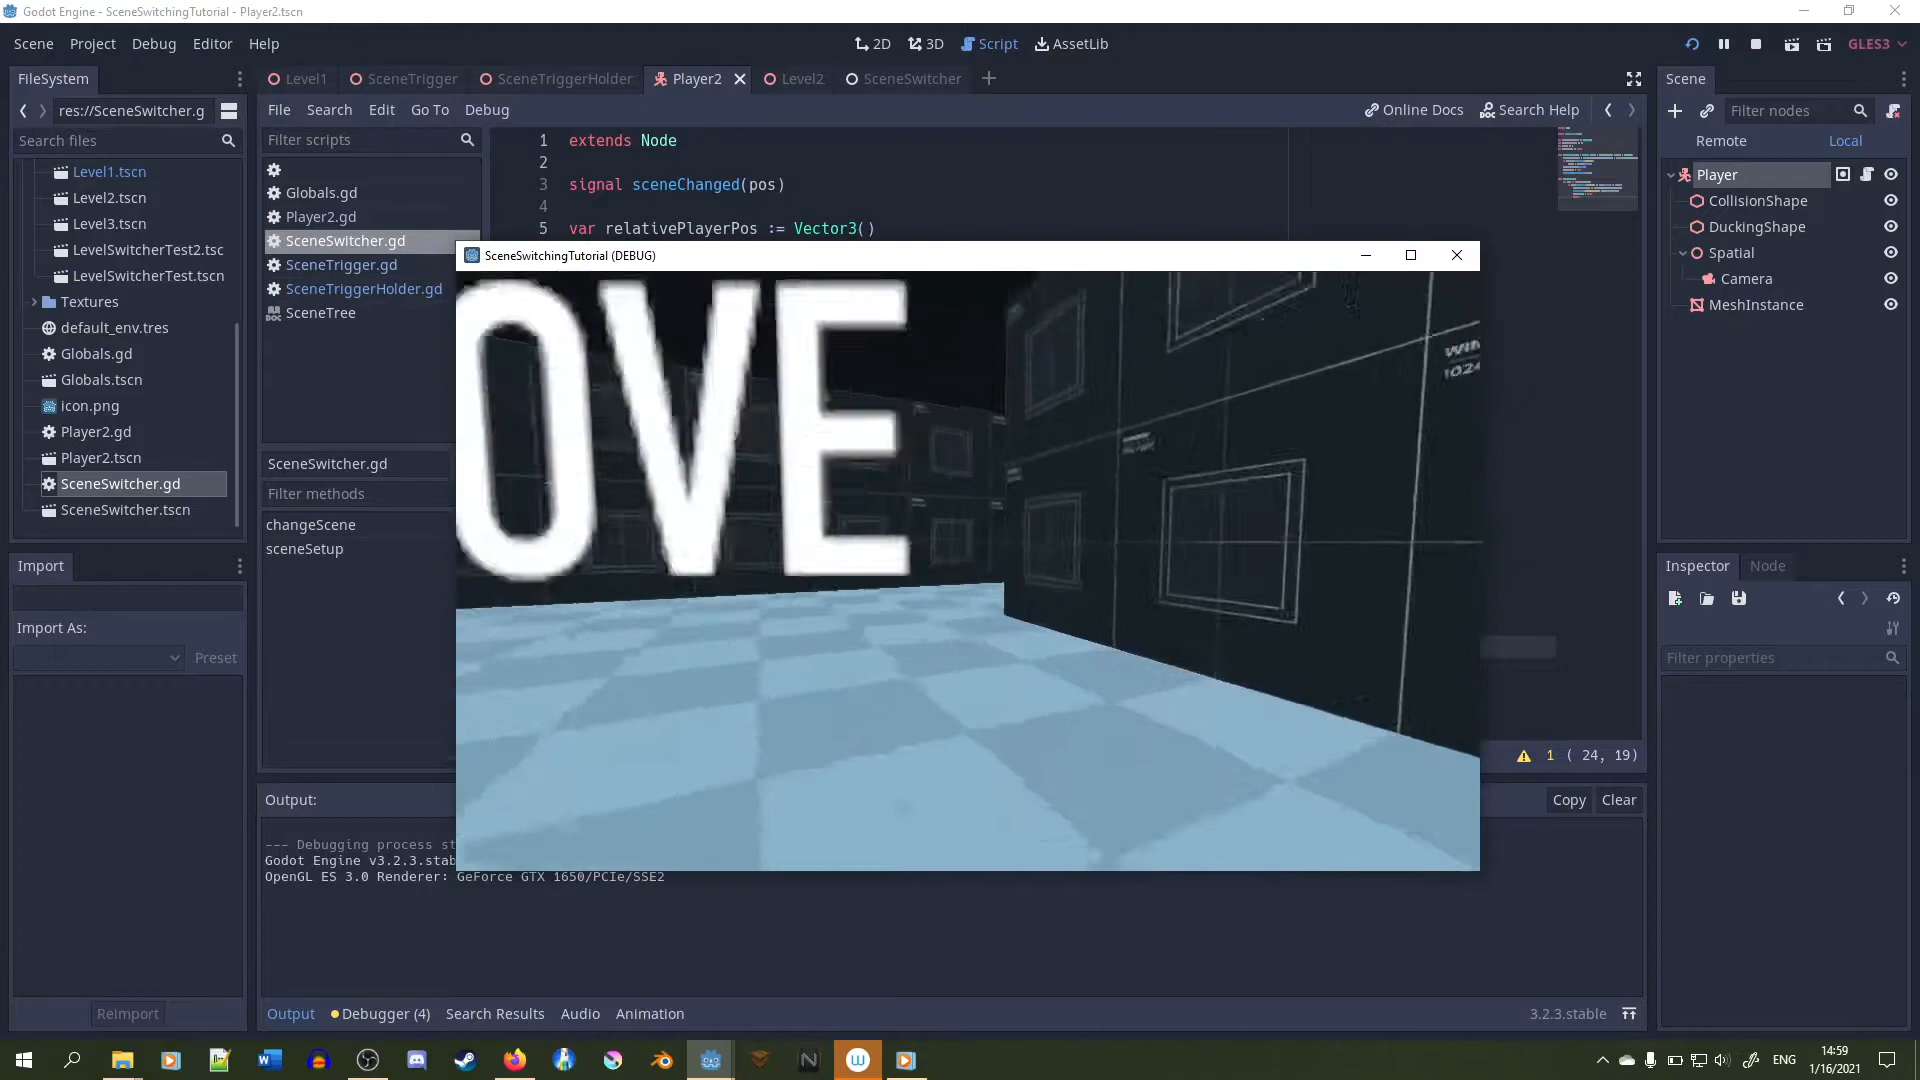 Godot Engine - SceneSwitchingTutorial - Player2.tscn
Scene Project Debug Editor Help
2D 3D Script AssetLib
GLES3
FileSystem
res://SceneSwitcher.g
Search files
Level1.tscn
Level2.tscn
Level3.tscn
LevelSwitcherTest2.tsc
LevelSwitcherTest.tscn
Textures
default_env.tres
Globals.gd
Globals.tscn
icon.png
Player2.gd
Player2.tscn
SceneSwitcher.gd
SceneSwitcher.tscn
Import
Import As:
Preset
Reimport
Level1 SceneTrigger SceneTriggerHolder Player2 Level2 SceneSwitcher
File Search Edit Go To Debug
Online Docs Search Help
Filter scripts
Globals.gd
Player2.gd
SceneSwitcher.gd
SceneTrigger.gd
SceneTriggerHolder.gd
SceneTree
SceneSwitcher.gd
Filter methods
changeScene
sceneSetup
1 extends Node
2
3 signal sceneChanged(pos)
4
5 var relativePlayerPos := Vector3()
SceneSwitchingTutorial (DEBUG)
OVE
1 ( 24, 19)
Output:
Copy Clear
--- Debugging process st
Godot Engine v3.2.3.stab
OpenGL ES 3.0 Renderer: GeForce GTX 1650/PCIe/SSE2
Output Debugger (4) Search Results Audio Animation
3.2.3.stable
Scene
Filter nodes
Remote Local
Player
CollisionShape
DuckingShape
Spatial
Camera
MeshInstance
Inspector Node
Filter properties
ENG
14:59
1/16/2021